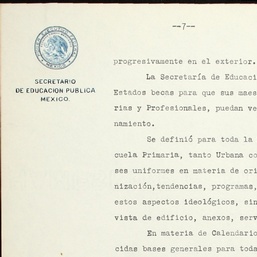 --7--
SECRETARIO
DE EDUCACION PUBLICA
MEXICO.
progresivamente en el exterior.
La Secretaría de Educaci
Estados becas para que sus maes
rias y Profesionales, puedan ve
namiento.
Se definió para toda la
cuela Primaria, tanto Urbana co
ses uniformes en materia de ori
nización,tendencias, programas,
estos aspectos ideológicos, sin
vista de edificio, anexos, serv
En materia de Calendario
cidas bases generales para toda